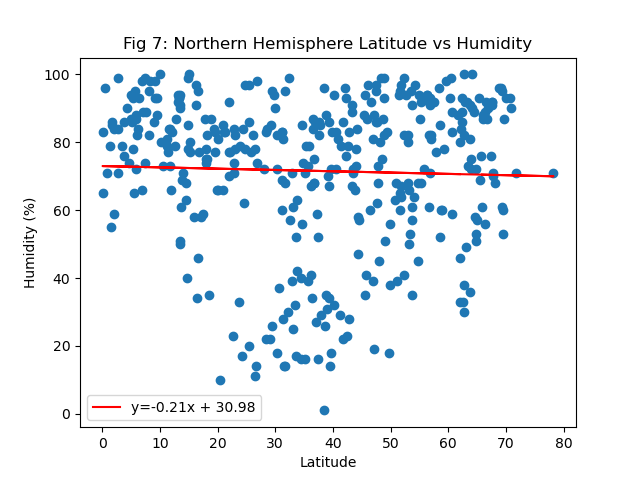 Fig 7: Northern Hemisphere Latitude vs Humidity
100
80
60
40
20
0
Humidity (%)
y=-0.21x + 30.98
0 10 20 30 40 50 60 70 80
Latitude